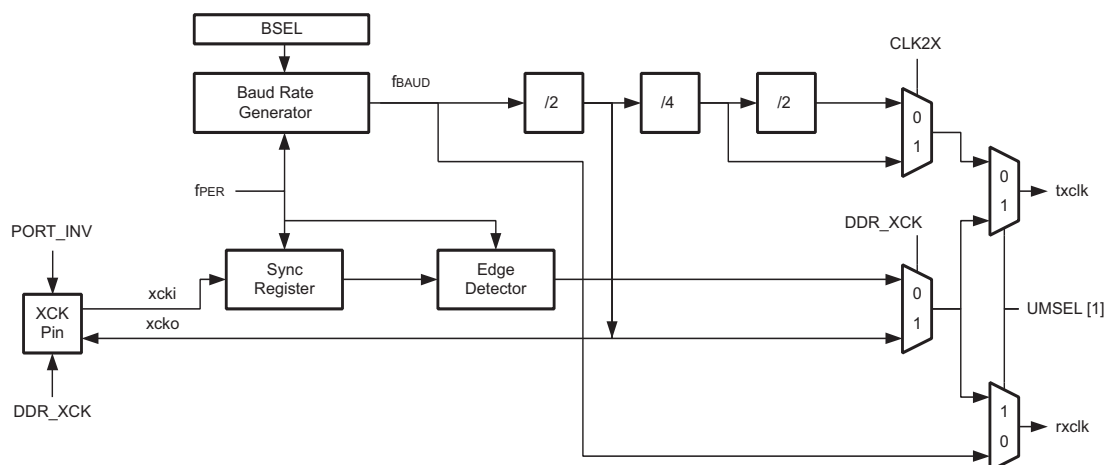 BSEL
CLK2X
Baud Rate
Generator
fBAUD
/2
/4
/2
0
1
fPER
0
1
txclk
PORT_INV
DDR_XCK
xcki
Sync
Register
Edge
Detector
0
1
XCK
Pin
xcko
UMSEL [1]
DDR_XCK
1
0
rxclk